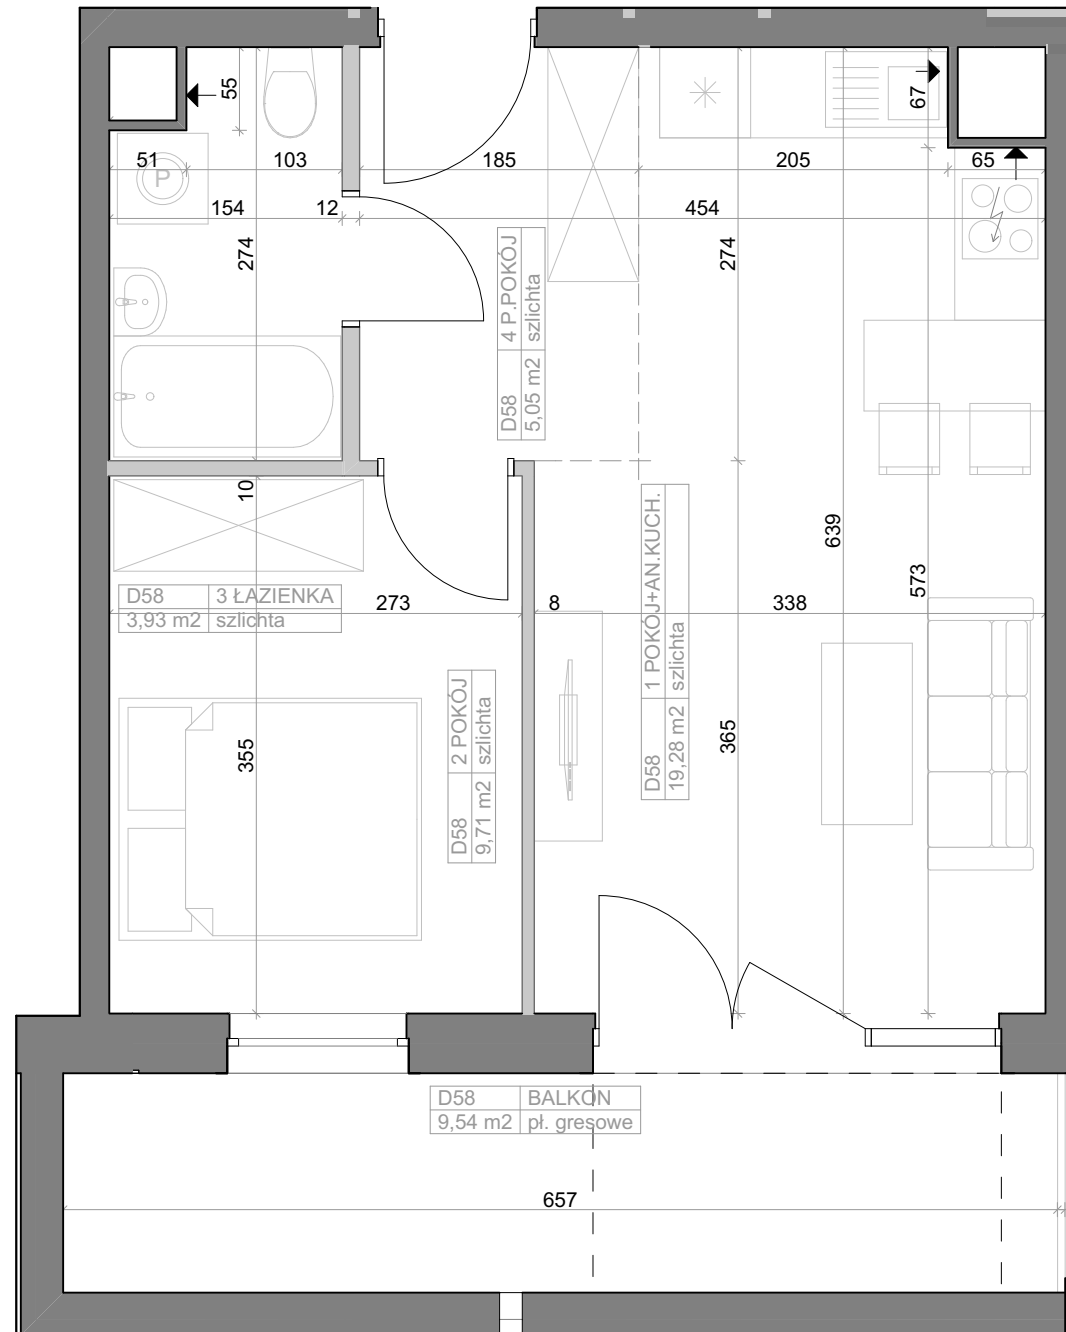 55
67
51
103
185
205
65
P
154
12
454
274
274
D58 4 P.POKÓJ
5,05 m2 szlichta
10
639
573
D58 1 POKÓJ+AN.KUCH.
19,28 m2 szlichta
D58 3 ŁAZIENKA
3,93 m2 szlichta
273
8
338
D58 2 POKÓJ
9,71 m2 szlichta
355
365
D58 BALKON
9,54 m2 pł. gresowe
657